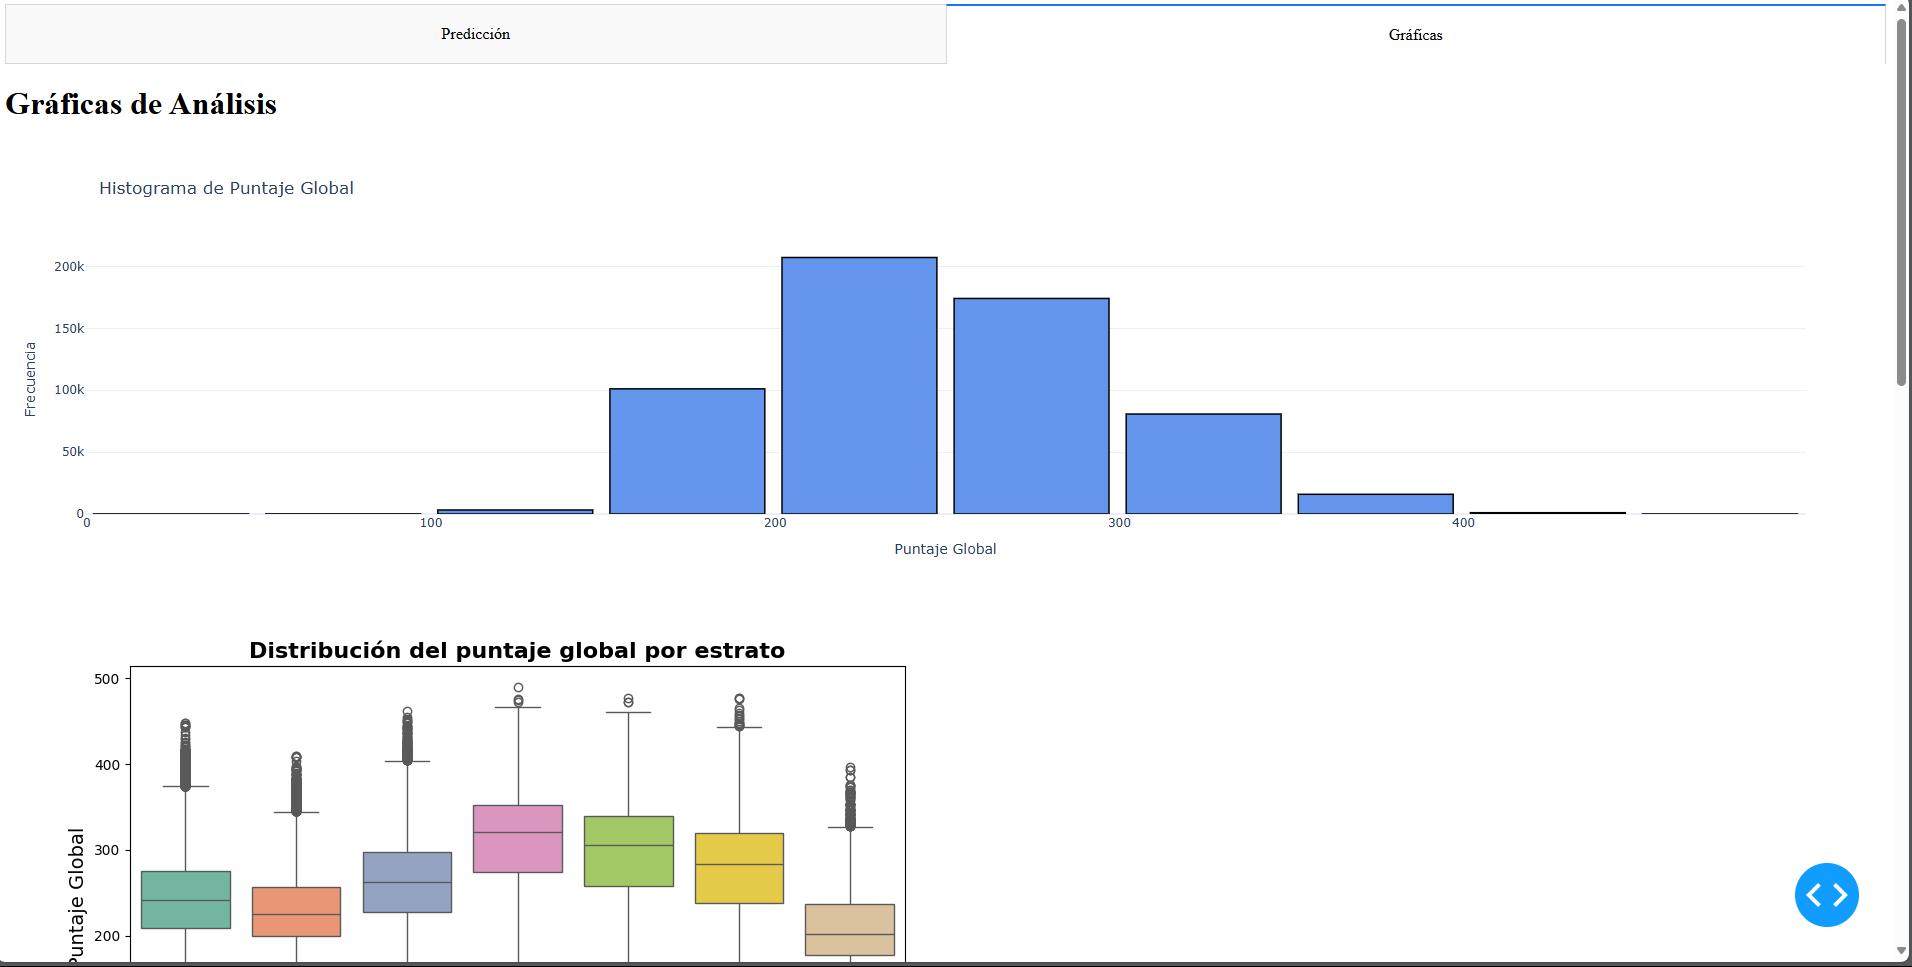 Predicción
Gráficas
Gráficas de Análisis
Histograma de Puntaje Global
200k
150k
100k
50k
0
Frecuencia
0
100
200
300
400
Puntaje Global
Distribución del puntaje global por estrato
500
400
300
200
Puntaje Global